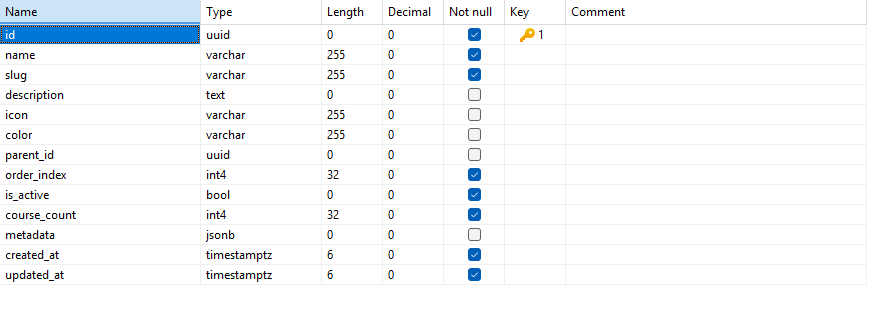 Name Type Length Decimal Not null Key Comment
id uuid 0 0 1
name varchar 255 0
slug varchar 255 0
description text 0 0
icon varchar 255 0
color varchar 255 0
parent_id uuid 0 0
order_index int4 32 0
is_active bool 0 0
course_count int4 32 0
metadata jsonb 0 0
created_at timestamptz 6 0
updated_at timestamptz 6 0